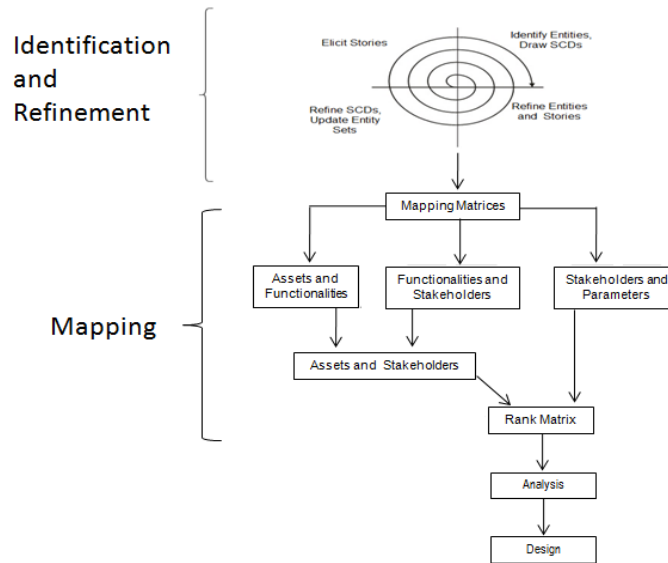 Identification
and
Refinement
Elicit Stories
Identify Entities,
Draw SCDs
Refine SCDs,
Update Entity
Sets
Refine Entities
and Stories
Mapping Matrices
Mapping
Assets and
Functionalities
Functionalities and
Stakeholders
Stakeholders and
Parameters
Assets and Stakeholders
Rank Matrix
Analysis
Design